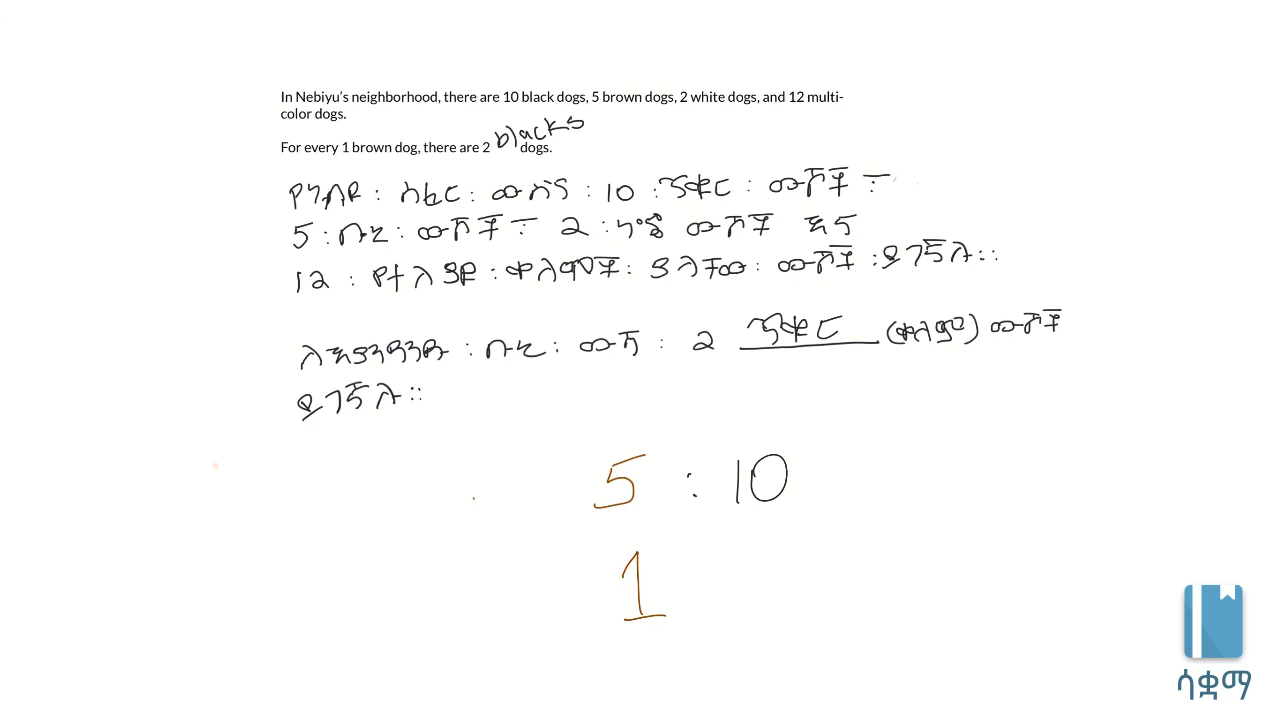 In Nebiyu's neighborhood, there are 10 black dogs, 5 brown dogs, 2 white dogs, and 12 multi-
color dogs.
For every 1 brown dog, there are 2 blacks dogs.
ሰፈር : ውስጥ : 10 : ጥቁር : ውሾች ፣
5 : ቡኒ : ውሾች ፣ 2 : ነጭ ውሾች እና
12 : የተለያዩ : ቀለሞች : ያላቸው : ውሾች : ይገኛሉ ።
ለእያንዳንዱ : ቡኒ : ውሻ : 2 ጥቁር (ቀለም) ውሾች
ይገኛሉ ።
5 : 10
1
ሳቋማ